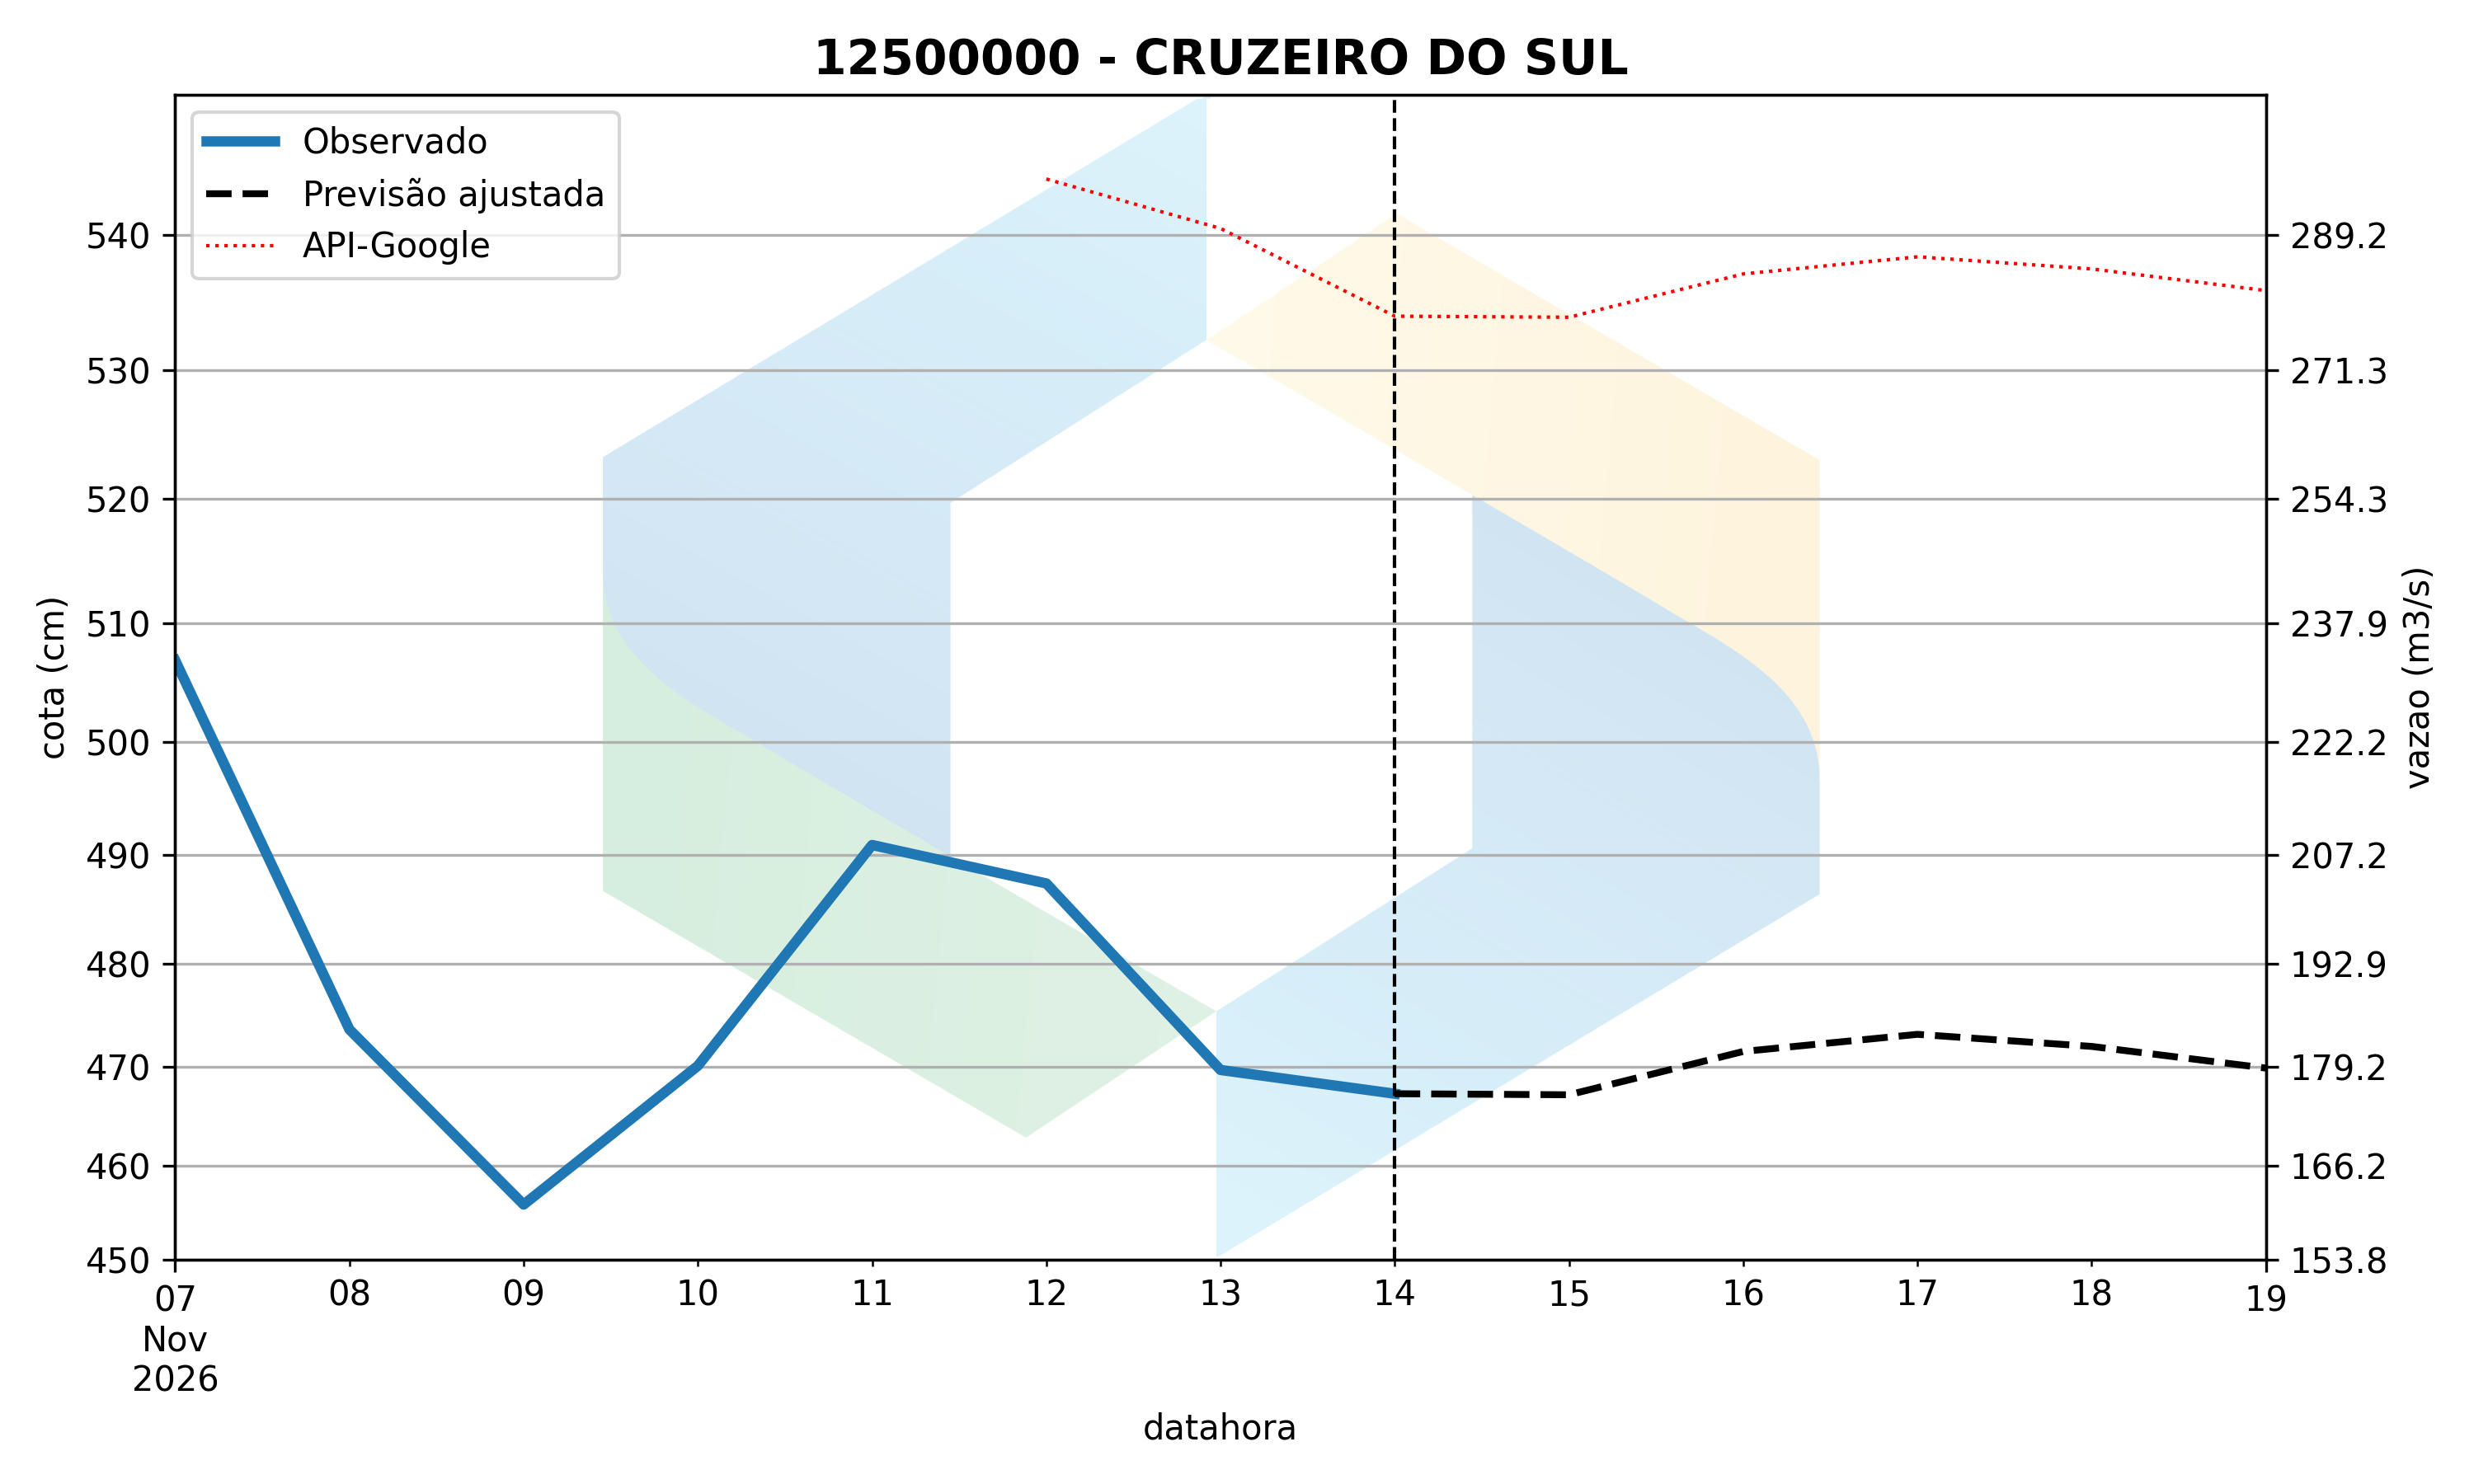 12500000 - CRUZEIRO DO SUL
Observado
Previsão ajustada
API-Google
cota (cm)
540
530
520
510
500
490
480
470
460
450
289.2
271.3
254.3
237.9
222.2
207.2
192.9
179.2
166.2
153.8
vazao (m3/s)
07 08 09 10 11 12 13 14 15 16 17 18 19
Nov
2026
datahora